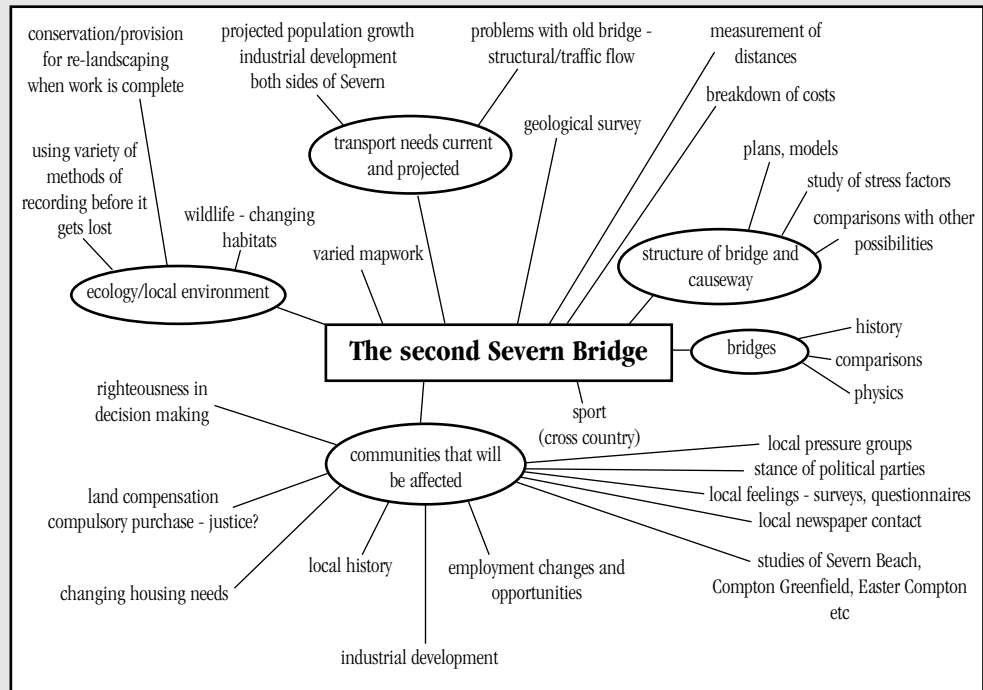 conservation/provision
for re-landscaping
when work is complete
projected population growth
industrial development
both sides of Severn
problems with old bridge -
structural/traffic flow
measurement of
distances
breakdown of costs
geological survey
transport needs current
and projected
plans, models
study of stress factors
comparisons with other
possibilities
using variety of
methods of
recording before it
gets lost
wildlife - changing
habitats
varied mapwork
structure of bridge and
causeway
ecology/local environment
The second Severn Bridge
bridges
history
comparisons
physics
righteousness in
decision making
sport
(cross country)
communities that will
be affected
local pressure groups
stance of political parties
local feelings - surveys, questionnaires
local newspaper contact
land compensation
compulsory purchase - justice?
studies of Severn Beach,
Compton Greenfield, Easter Compton
etc
changing housing needs
local history
employment changes and
opportunities
industrial development